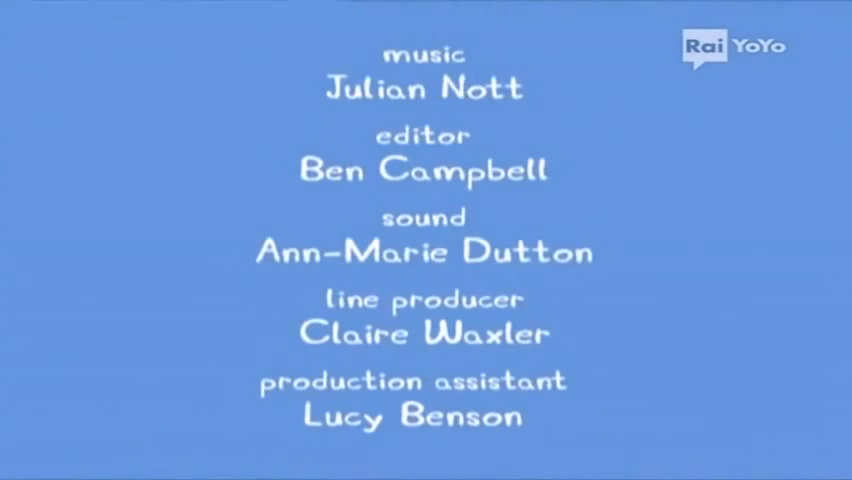 Rai YoYo
music
Julian Nott
editor
Ben Campbell
sound
Ann-Marie Dutton
line producer
Claire Waxler
production assistant
Lucy Benson